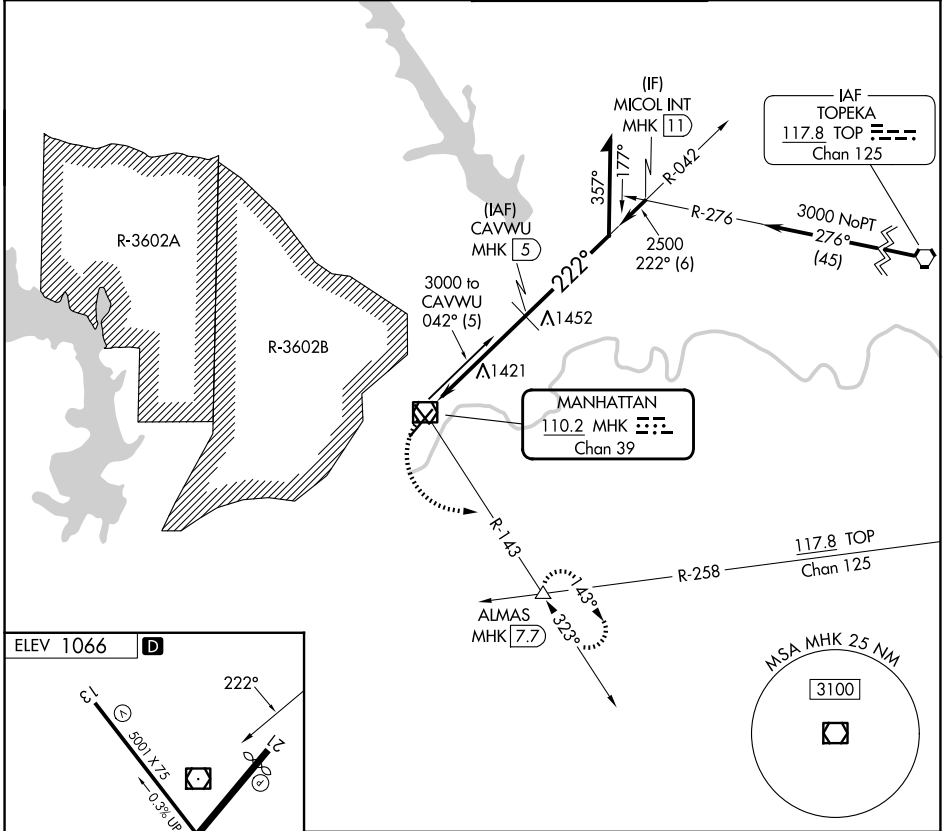 (IF)
MICOL INT
MHK 11
IAF
TOPEKA
117.8 TOP
Chan 125
R-042
357°
177°
R-276
3000 NoPT
276°
(45)
2500
222° (6)
(IAF)
CAVWU
MHK 5
222°
R-3602A
R-3602B
3000 to
CAVWU
042° (5)
1452
1421
MANHATTAN
110.2 MHK
Chan 39
R-143
117.8 TOP
Chan 125
R-258
ALMAS
MHK 7.7
143°
323°
MSA MHK 25 NM
3100
ELEV 1066 D
222°
13
V
5001 X 75
0.3% UP
21
P